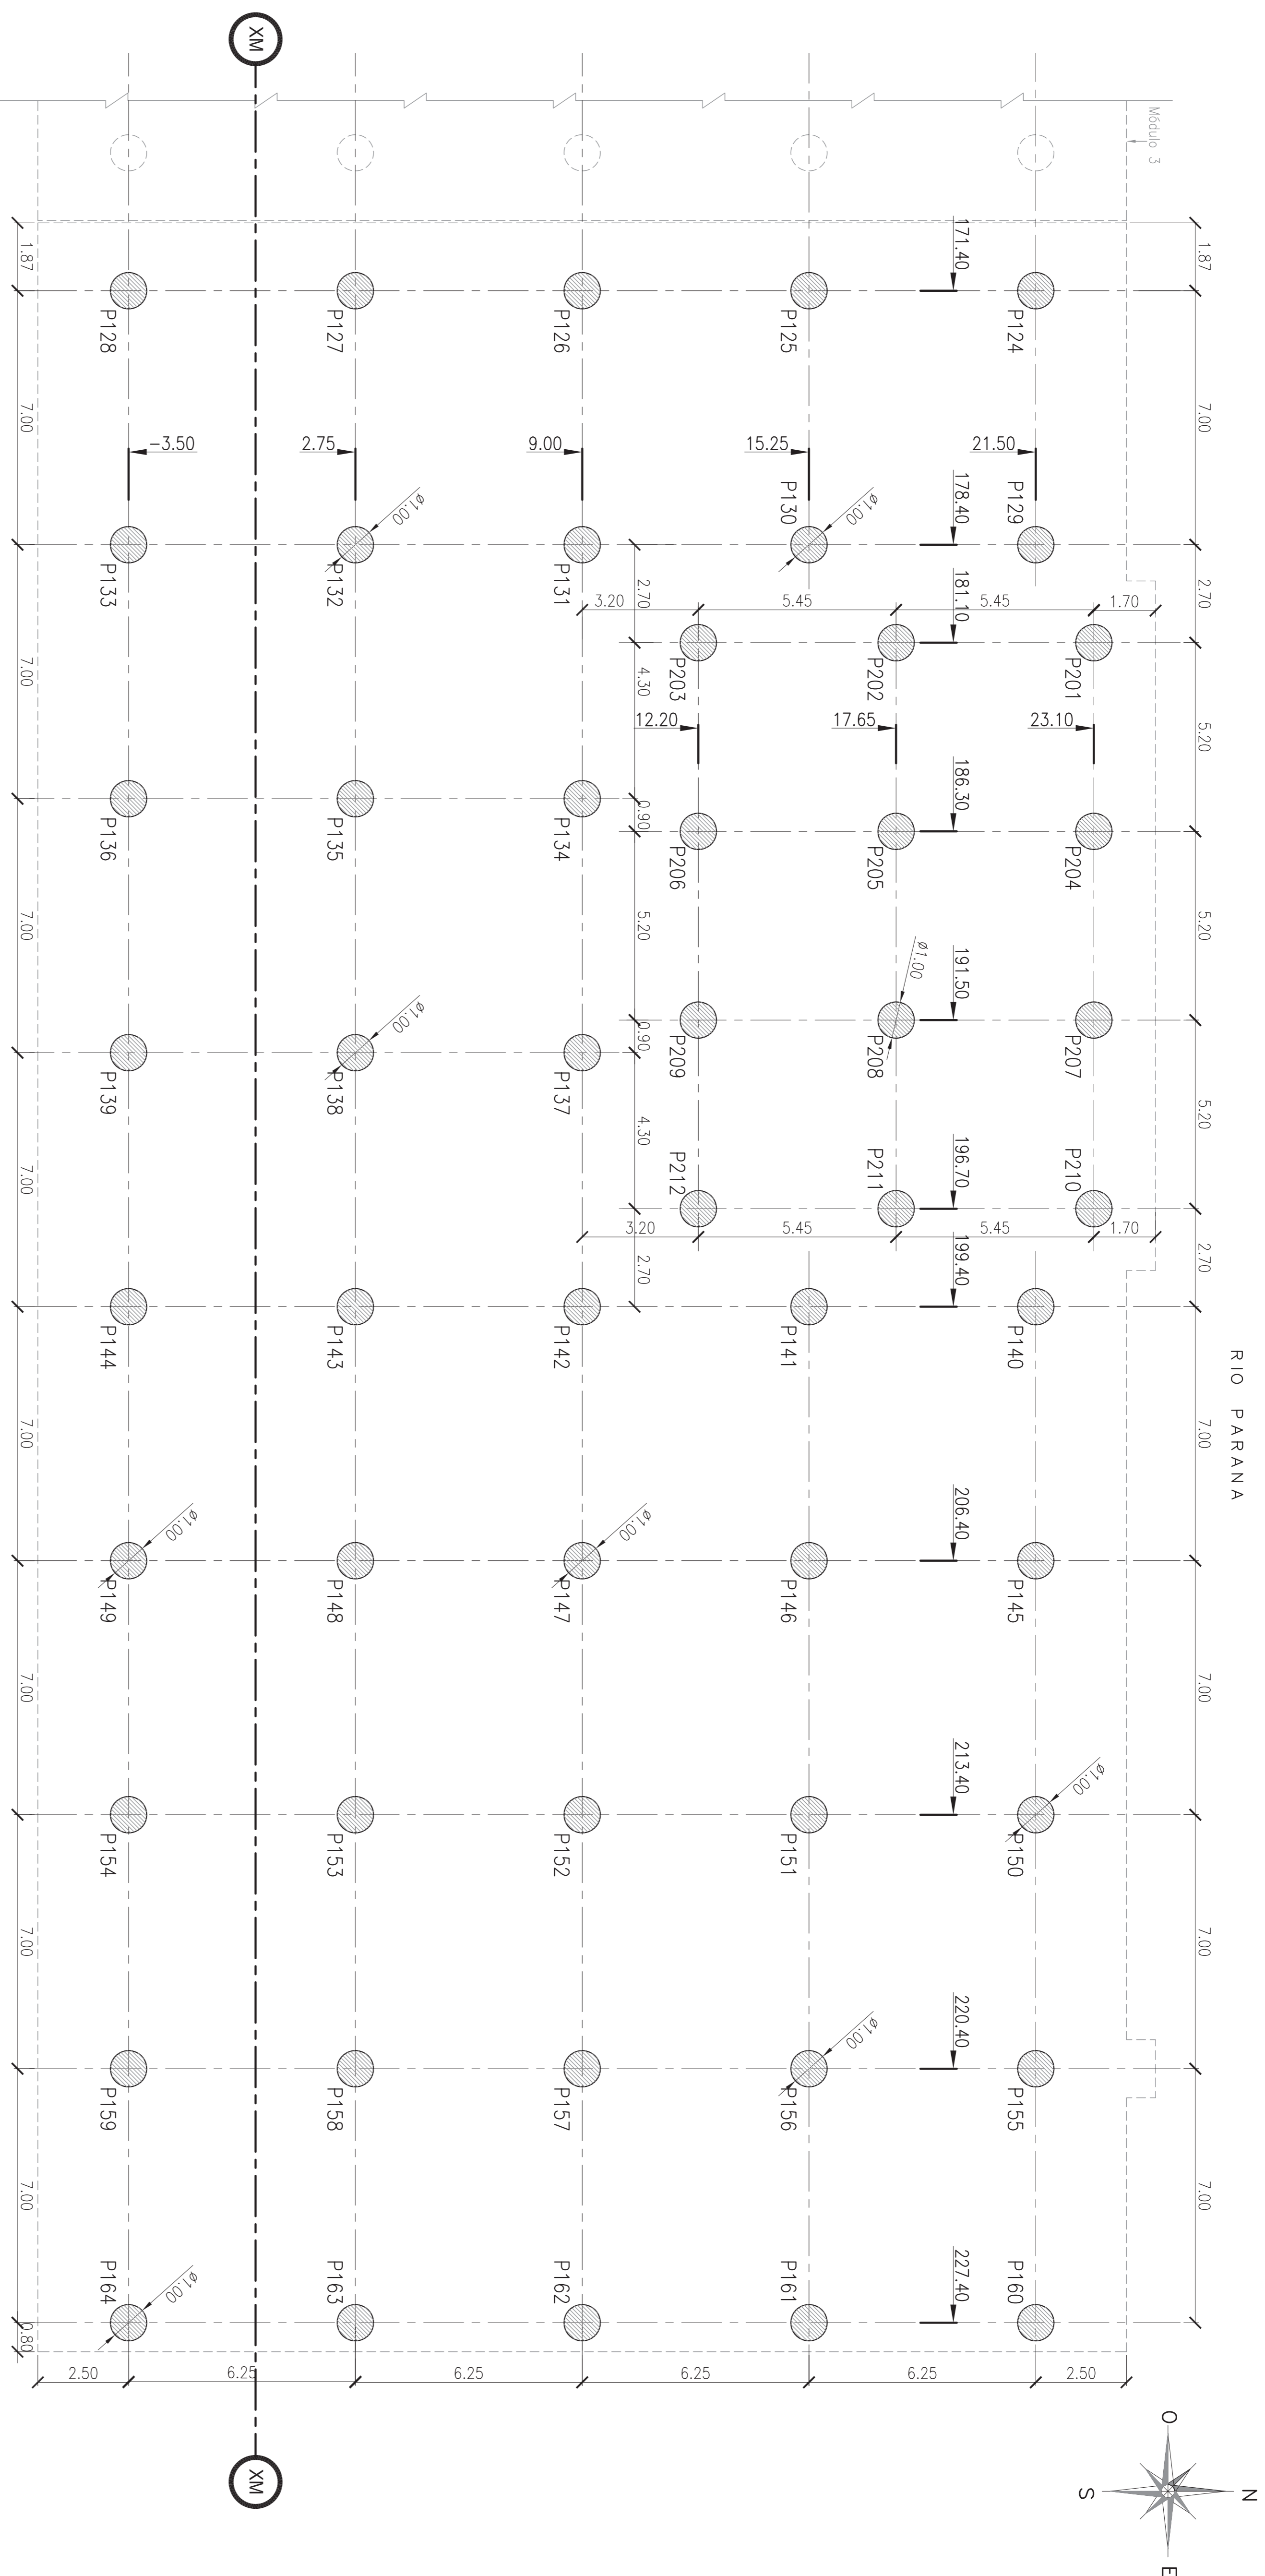 N
O
E
S
RIO PARANA
1.87
7.00
2.70
5.20
5.20
5.20
2.70
7.00
7.00
7.00
7.00
Módulo 3
1.70
1.70
2.50
ø1.00
P201
P204
P207
P210
23.10
5.45
5.45
21.50
P124
P129
P140
P145
P150
P155
P160
6.25
171.40
178.40
181.10
186.30
191.50
196.70
199.40
206.40
213.40
220.40
227.40
ø1.00
P202
P205
P208
P211
17.65
ø1.00
ø1.00
15.25
P125
P130
P141
P146
P151
P156
P161
5.45
5.45
6.25
P203
P206
P209
P212
12.20
2.70
4.30
0.90
5.20
0.90
4.30
2.70
3.20
3.20
ø1.00
9.00
P126
P131
P134
P137
P142
P147
P152
P157
P162
6.25
ø1.00
ø1.00
2.75
P127
P132
P135
P138
P143
P148
P153
P158
P163
6.25
XM
XM
ø1.00
ø1.00
-3.50
P128
P133
P136
P139
P144
P149
P154
P159
P164
2.50
1.87
7.00
7.00
7.00
7.00
7.00
7.00
7.00
7.00
0.80